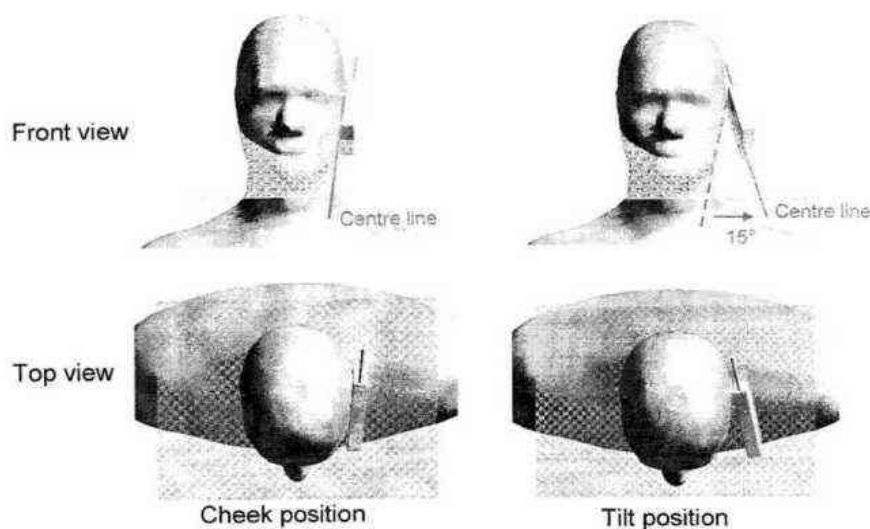 Front view
Centre line
Centre line
15°
Top view
Cheek position
Tilt position